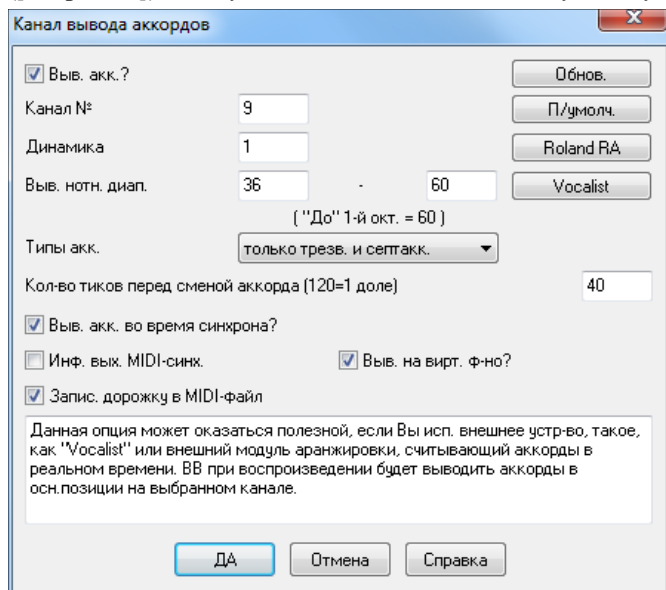 Канал вывода аккордов
Выв. акк.? Обнов.
Канал № 9 П/умолч.
Динамика 1 Roland RA
Выв. нотн. диап. 36 - 60 Vocalist
( "До" 1-й окт. = 60 )
Типы акк. только трезв. и септакк.
Кол-во тиков перед сменой аккорда (120=1 доле) 40
Выв. акк. во время синхрона?
Инф. вых. MIDI-синх. Выв. на вирт. ф-но?
Запис. дорожку в MIDI-файл
Данная опция может оказаться полезной, если Вы исп. внешнее устр-во, такое,
как "Vocalist" или внешний модуль аранжировки, считывающий аккорды в
реальном времени. BB при воспроизведении будет выводить аккорды в
осн.позиции на выбранном канале.
ДА Отмена Справка